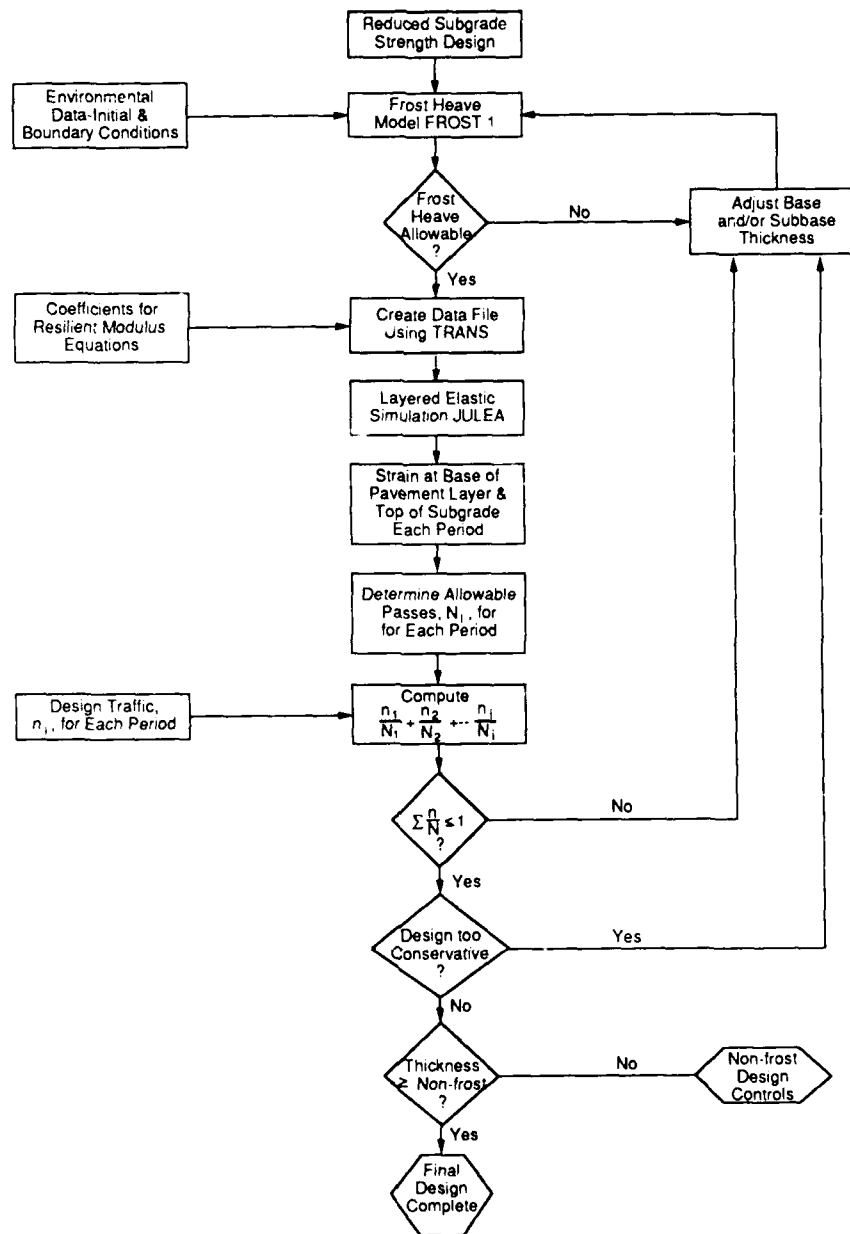 Reduced Subgrade
Strength Design
Environmental
Data-Initial &
Boundary Conditions
Frost Heave
Model FROST 1
Frost
Heave
Allowable
?
No
Adjust Base
and/or Subbase
Thickness
Yes
Coefficients for
Resilient Modulus
Equations
Create Data File
Using TRANS
Layered Elastic
Simulation JULEA
Strain at Base of
Pavement Layer &
Top of Subgrade
Each Period
Determine Allowable
Passes, Ni, for
for Each Period
Design Traffic,
ni, for Each Period
Compute
n1/N1 + n2/N2 +-- ni/Ni
Σ n/N ≤ 1
?
No
Yes
Design too
Conservative
?
Yes
No
Thickness
≥ Non-frost
?
No
Non-frost
Design
Controls
Yes
Final
Design
Complete